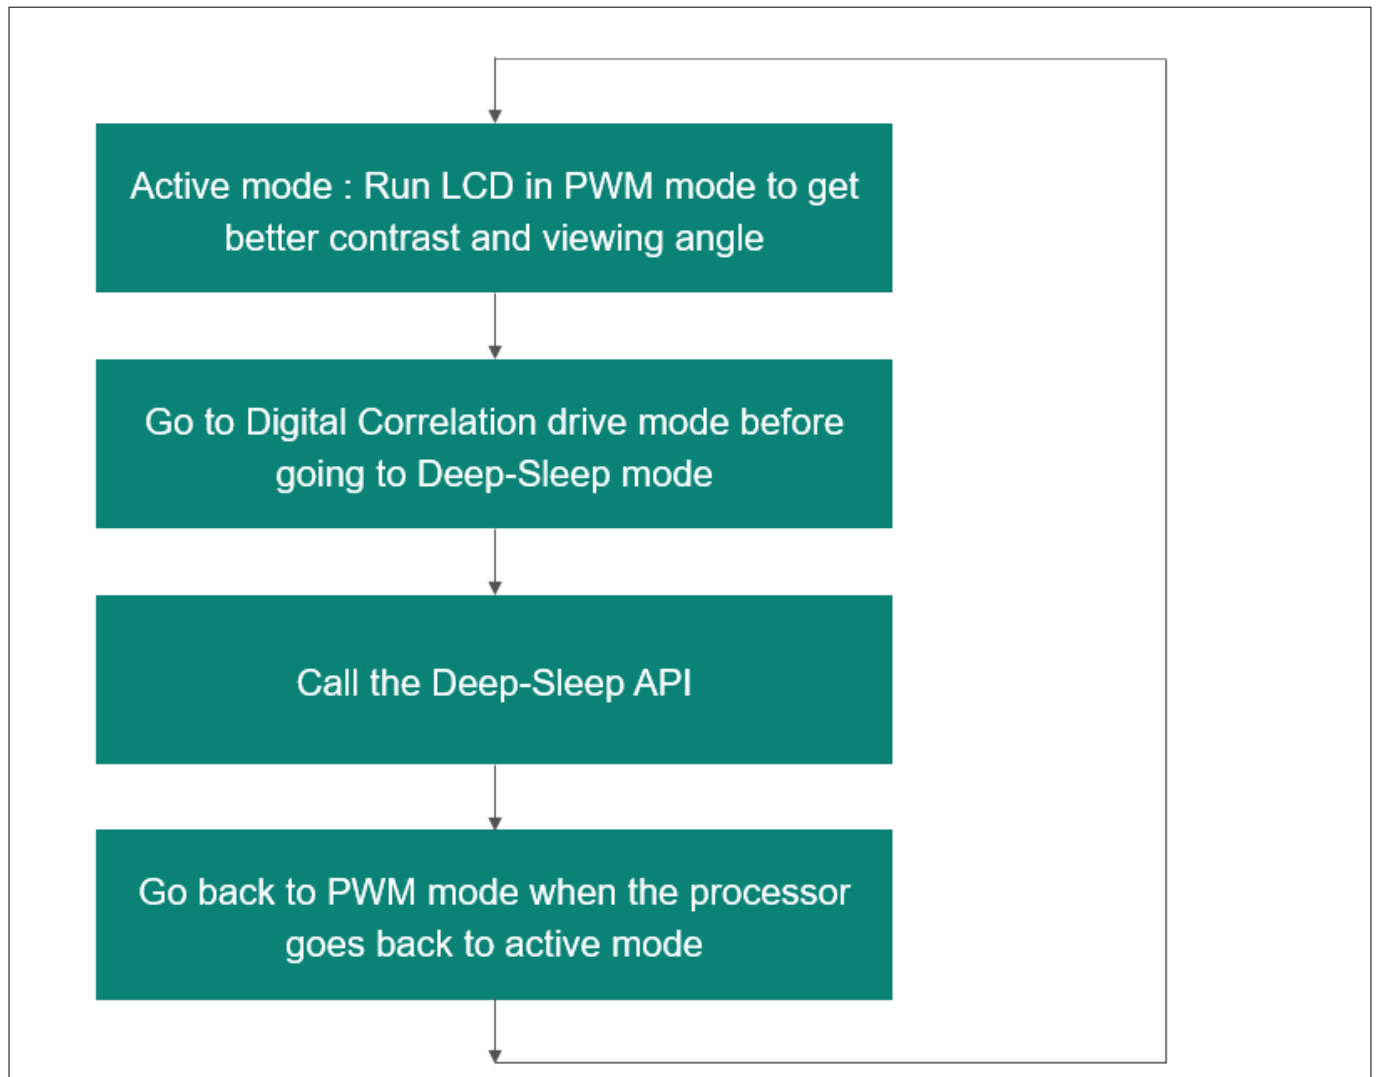 Active mode : Run LCD in PWM mode to get
better contrast and viewing angle
Go to Digital Correlation drive mode before
going to Deep-Sleep mode
Call the Deep-Sleep API
Go back to PWM mode when the processor
goes back to active mode